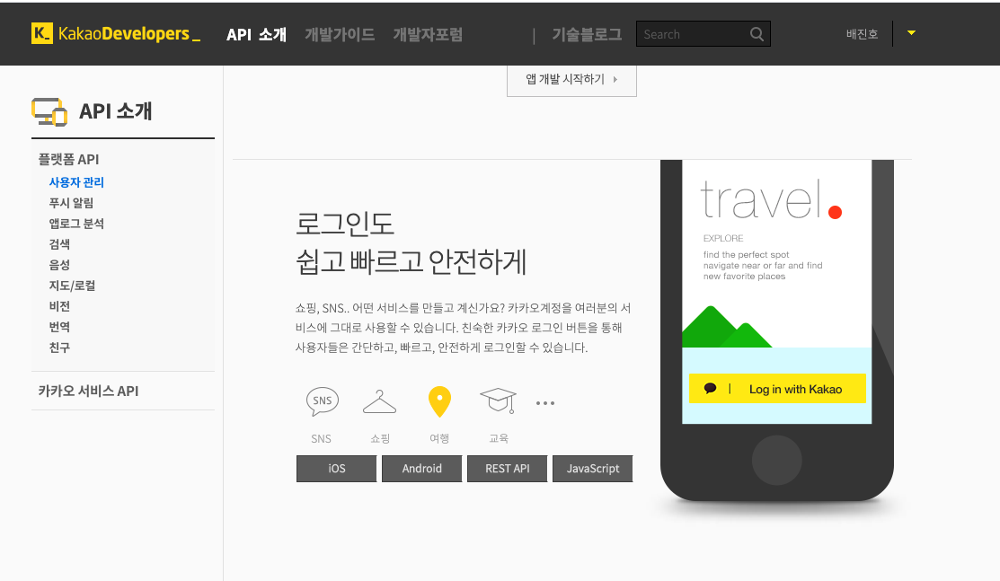 K_ KakaoDevelopers_ API 소개 개발가이드 개발자포럼 | 기술블로그 Search 배진호
앱 개발 시작하기
API 소개
플랫폼 API
사용자 관리
푸시 알림
앱로그 분석
검색
음성
지도/로컬
비전
번역
친구
카카오 서비스 API
로그인도
쉽고 빠르고 안전하게
쇼핑, SNS.. 어떤 서비스를 만들고 계신가요? 카카오계정을 여러분의 서
비스에 그대로 사용할 수 있습니다. 친숙한 카카오 로그인 버튼을 통해
사용자들은 간단하고, 빠르고, 안전하게 로그인할 수 있습니다.
SNS
SNS 쇼핑 여행 교육
iOS Android REST API JavaScript
travel.
EXPLORE
find the perfect spot
navigate near or far and find
new favorite places
| Log in with Kakao